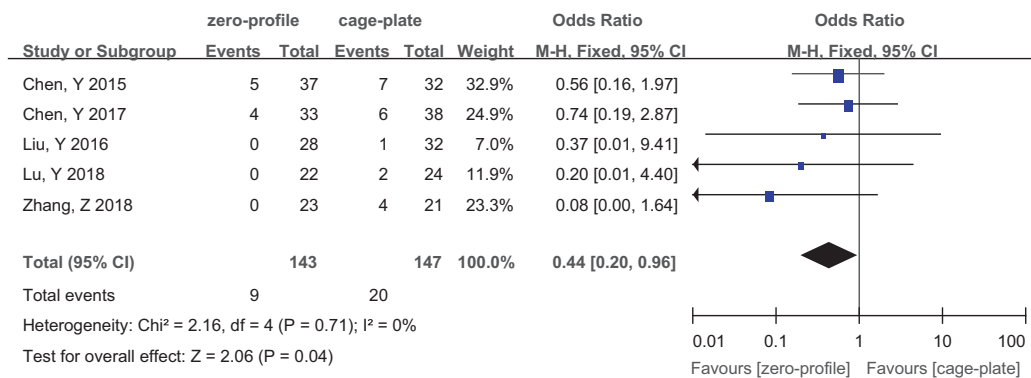 zero-profile cage-plate Odds Ratio Odds Ratio
Study or Subgroup Events Total Events Total Weight M-H, Fixed, 95% CI M-H, Fixed, 95% CI
Chen, Y 2015 5 37 7 32 32.9% 0.56 [0.16, 1.97]
Chen, Y 2017 4 33 6 38 24.9% 0.74 [0.19, 2.87]
Liu, Y 2016 0 28 1 32 7.0% 0.37 [0.01, 9.41]
Lu, Y 2018 0 22 2 24 11.9% 0.20 [0.01, 4.40]
Zhang, Z 2018 0 23 4 21 23.3% 0.08 [0.00, 1.64]
Total (95% CI) 143 147 100.0% 0.44 [0.20, 0.96]
Total events 9 20
Heterogeneity: Chi² = 2.16, df = 4 (P = 0.71); I² = 0%
Test for overall effect: Z = 2.06 (P = 0.04)
0.01 0.1 1 10 100
Favours [zero-profile] Favours [cage-plate]